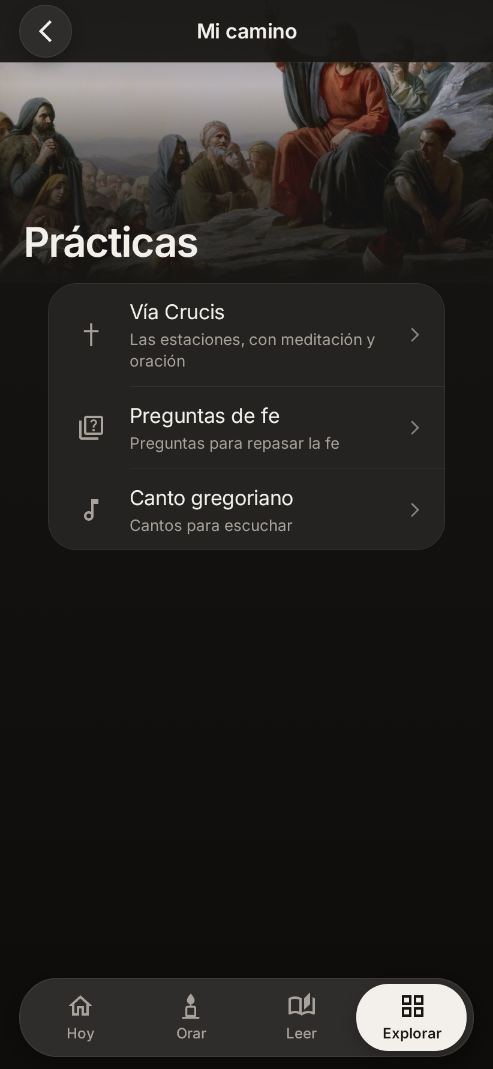 Mi camino
Prácticas
Vía Crucis
Las estaciones, con meditación y
oración
Preguntas de fe
Preguntas para repasar la fe
Canto gregoriano
Cantos para escuchar
Hoy
Orar
Leer
Explorar